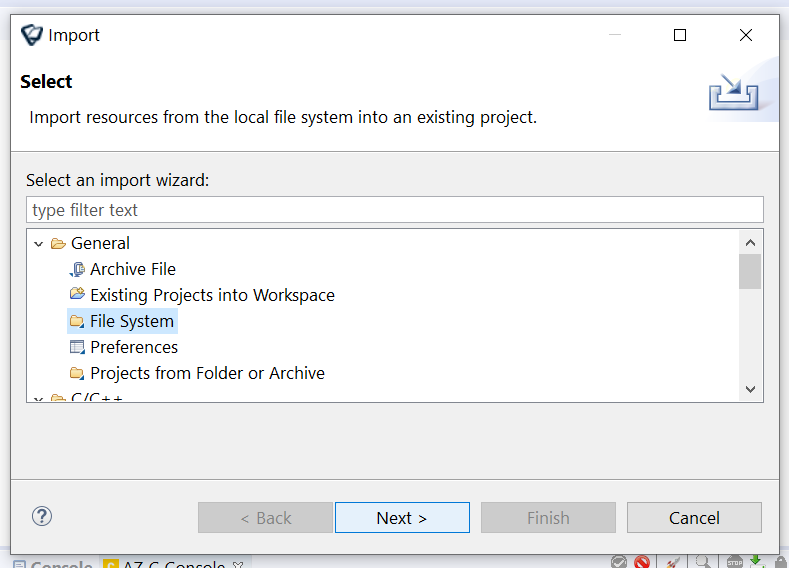 Import
Select
Import resources from the local file system into an existing project.
Select an import wizard:
type filter text
General
Archive File
Existing Projects into Workspace
File System
Preferences
Projects from Folder or Archive
C/C++
?
< Back
Next >
Finish
Cancel
Console
C AZ C Console
STOP